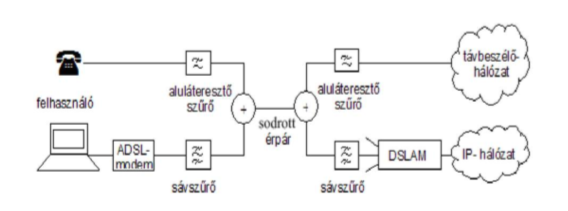 távbeszélő-
hálózat
aluláteresztő
szűrő
aluláteresztő
szűrő
felhasználó
sodrott
érpár
ADSL-
modem
DSLAM
IP- hálózat
sávszűrő
sávszűrő